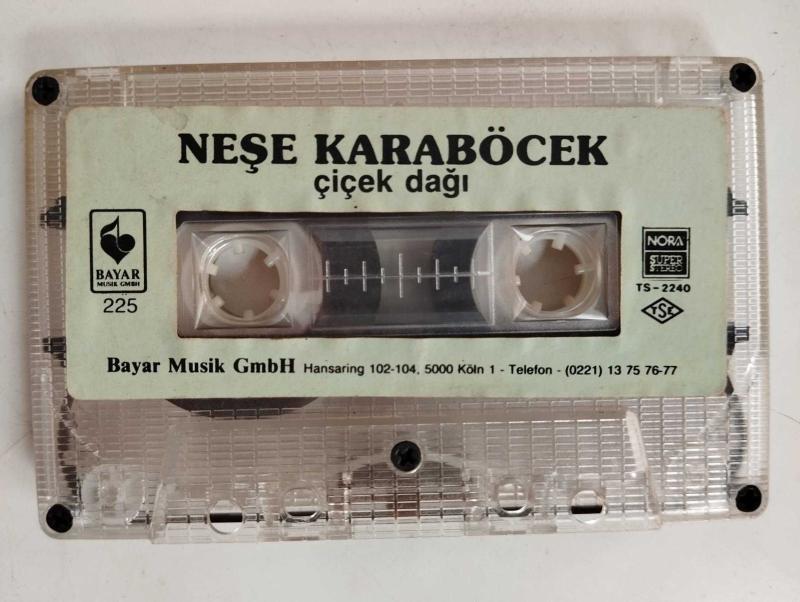 NEŞE KARABÖCEK
çiçek dağı
BAYAR
MUSIK GMBH
225
NORA
SUPER
STEREO
TS-2240
TSE
Bayar Musik GmbH Hansaring 102-104, 5000 Köln 1 - Telefon - (0221) 13 75 76-77